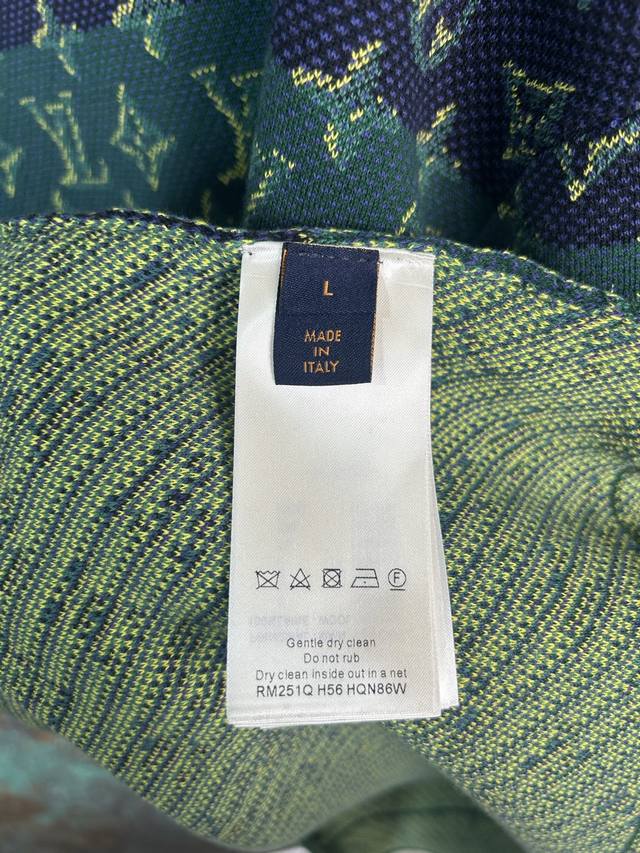 L
MADE
IN
ITALY
Gentle dry clean
Do not rub
Dry clean inside out in a net
RM251Q H56 HQN86W